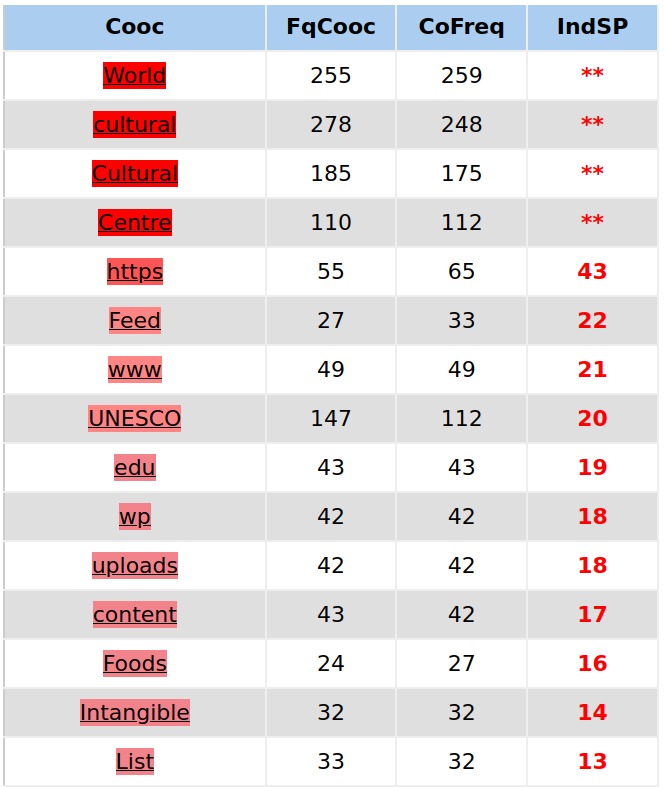 Cooc FqCooc CoFreq IndSP
World 255 259 **
cultural 278 248 **
Cultural 185 175 **
Centre 110 112 **
https 55 65 43
Feed 27 33 22
www 49 49 21
UNESCO 147 112 20
edu 43 43 19
wp 42 42 18
uploads 42 42 18
content 43 42 17
Foods 24 27 16
Intangible 32 32 14
List 33 32 13